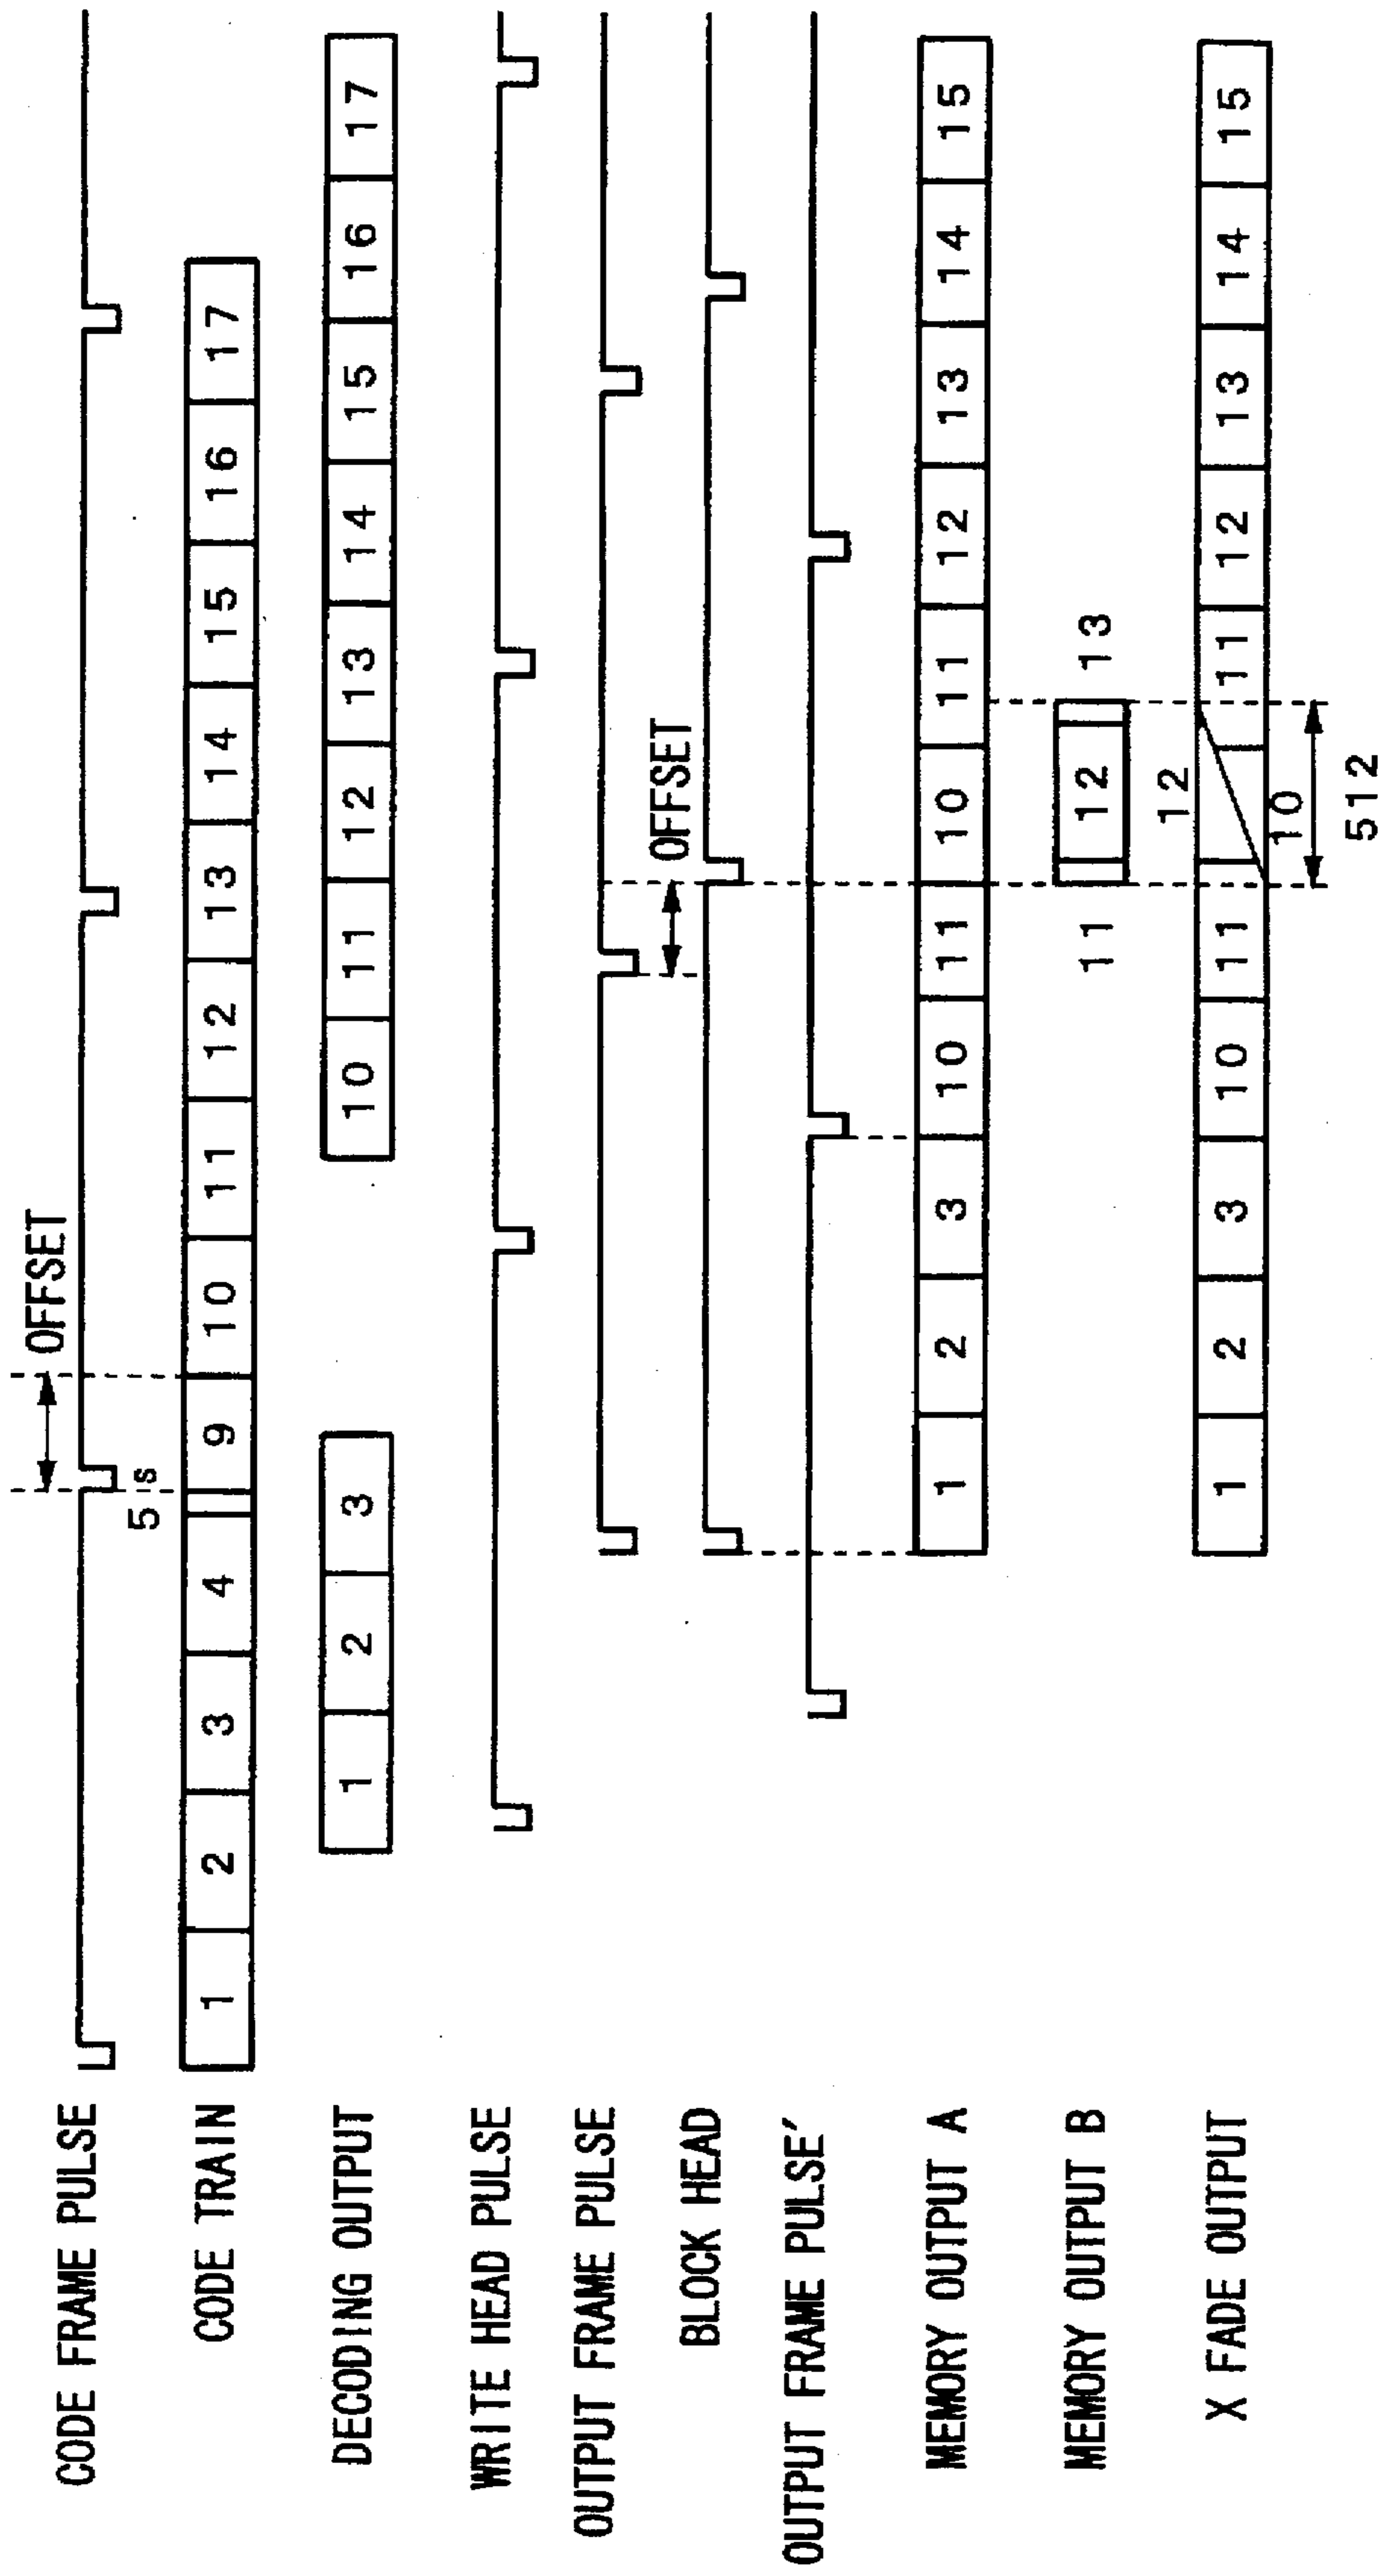 OFFSET
CODE FRAME PULSE
5 s
CODE TRAIN 1 2 3 4 9 10 11 12 13 14 15 16 17
DECODING OUTPUT 1 2 3 10 11 12 13 14 15 16 17
WRITE HEAD PULSE
OUTPUT FRAME PULSE
OFFSET
BLOCK HEAD
OUTPUT FRAME PULSE′
MEMORY OUTPUT A 1 2 3 10 11 10 11 12 13 14 15
MEMORY OUTPUT B 11 12 13
12
X FADE OUTPUT 1 2 3 10 11 11 12 13 14 15
10
512